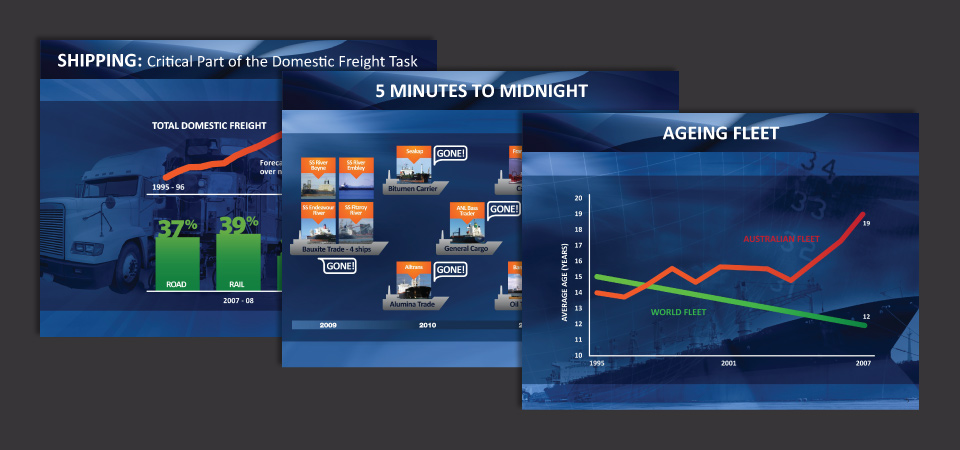 SHIPPING: Critical Part of the Domestic Freight Task
TOTAL DOMESTIC FREIGHT
over
1995 - 96
37%
39%
ROAD
RAIL
2007 - 08
5 MINUTES TO MIDNIGHT
SS River
Boyne
SS River
Embley
SS Endeavour
River
SS Fitzroy
River
Bauxite Trade - 4 ships
GONE!
Seakap
GONE!
Bitumen Carrier
ANL Bass
Trader
GONE!
General Cargo
Alltrans
GONE!
Alumina Trade
2009
2010
AGEING FLEET
AVERAGE AGE (YEARS)
20
19
18
17
16
15
14
13
12
11
10
AUSTRALIAN FLEET
WORLD FLEET
19
12
1995
2001
2007
34
33
32